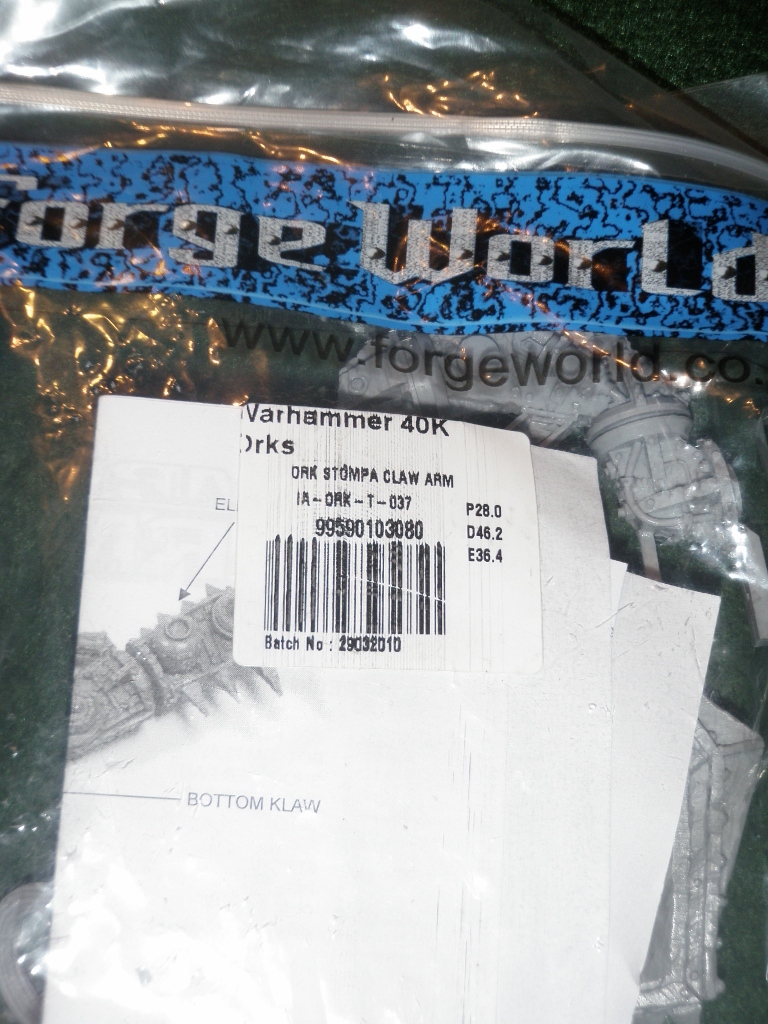 Forge World
www.forgeworld.co.
Warhammer 40K
Orks
ORK STOMPA CLAW ARM
IA-ORK-T-037
P28.0
99590103080
D46.2
E36.4
Batch No : 29032010
EL
BOTTOM KLAW